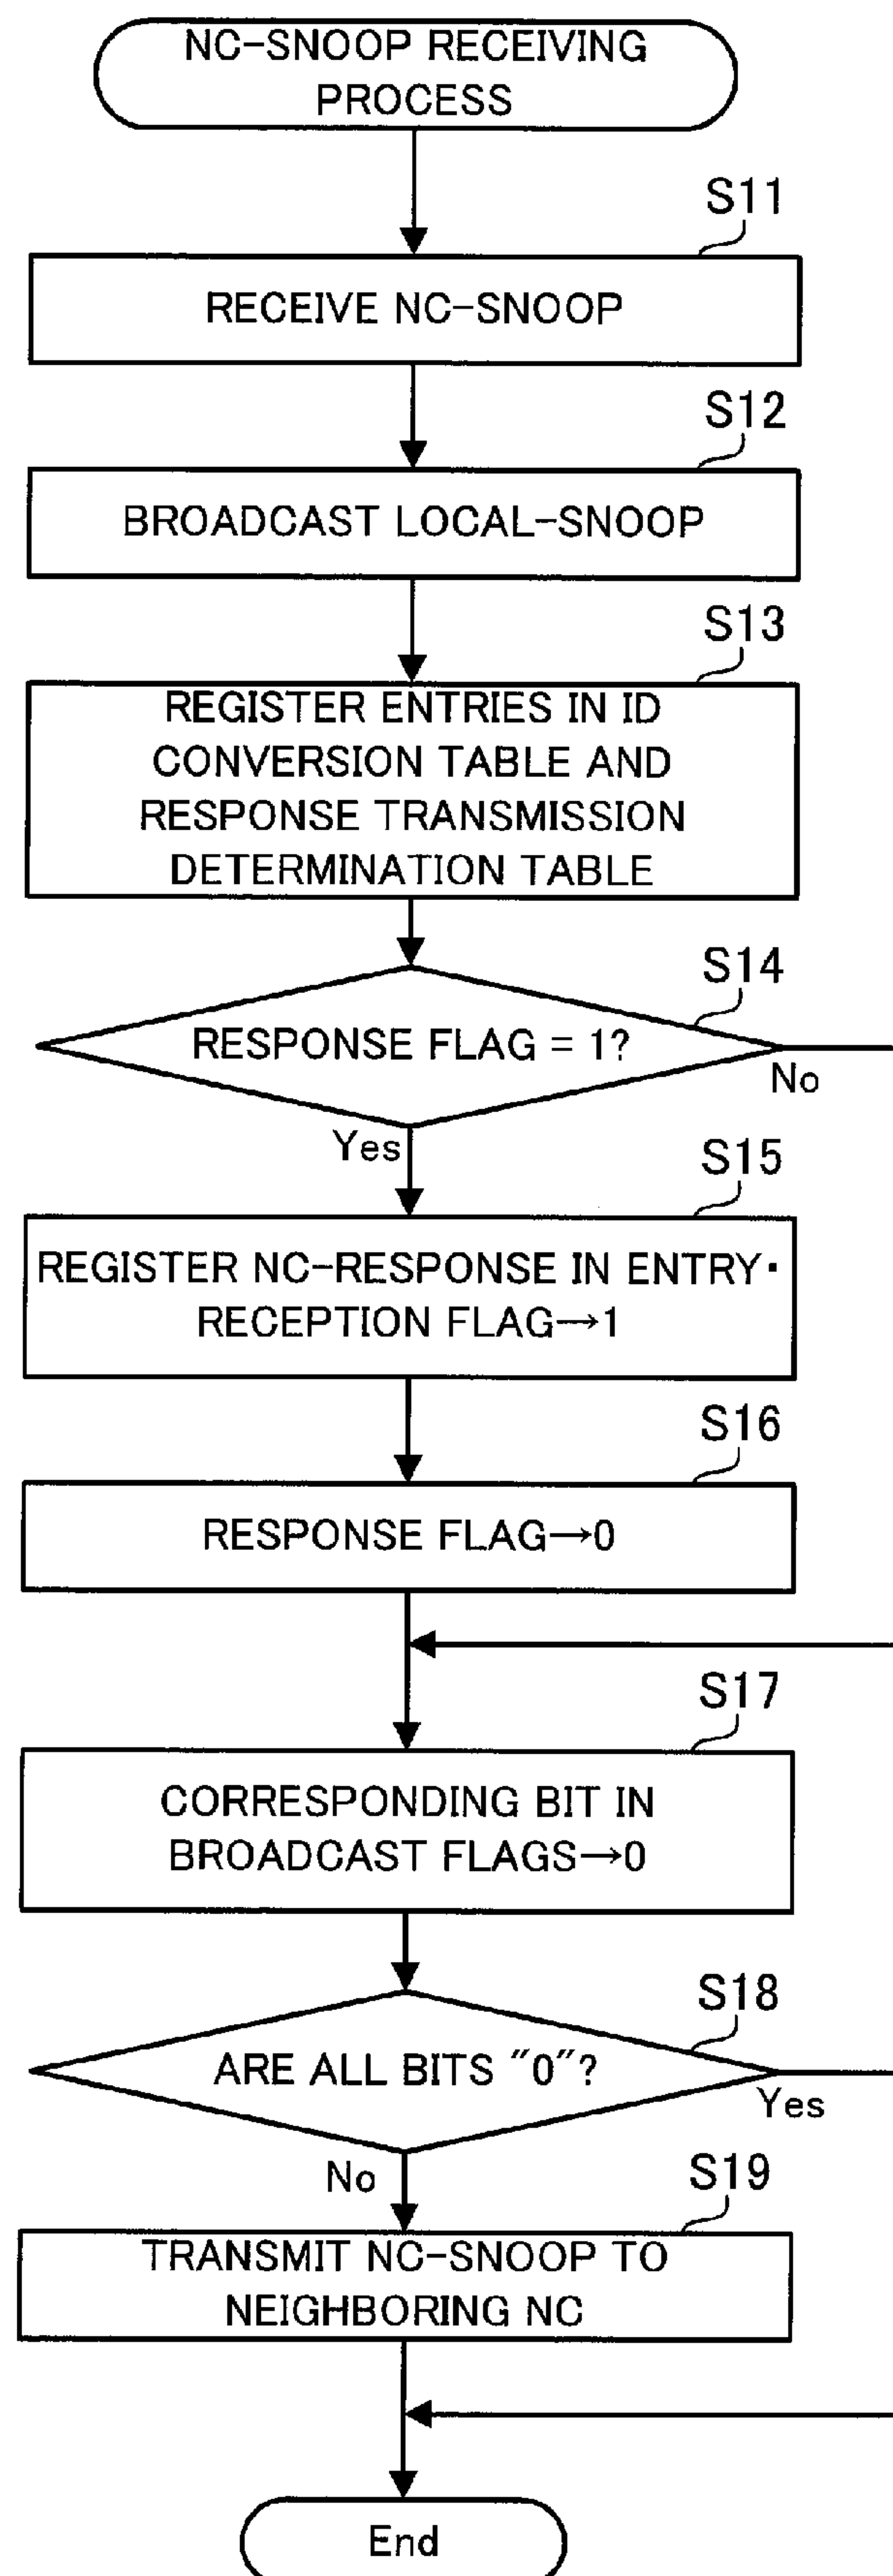 NC-SNOOP RECEIVING
PROCESS
S11
RECEIVE NC-SNOOP
S12
BROADCAST LOCAL-SNOOP
S13
REGISTER ENTRIES IN ID
CONVERSION TABLE AND
RESPONSE TRANSMISSION
DETERMINATION TABLE
S14
RESPONSE FLAG = 1?
No
Yes
S15
REGISTER NC-RESPONSE IN ENTRY·
RECEPTION FLAG→1
S16
RESPONSE FLAG→0
S17
CORRESPONDING BIT IN
BROADCAST FLAGS→0
S18
ARE ALL BITS "0"?
Yes
No
S19
TRANSMIT NC-SNOOP TO
NEIGHBORING NC
End